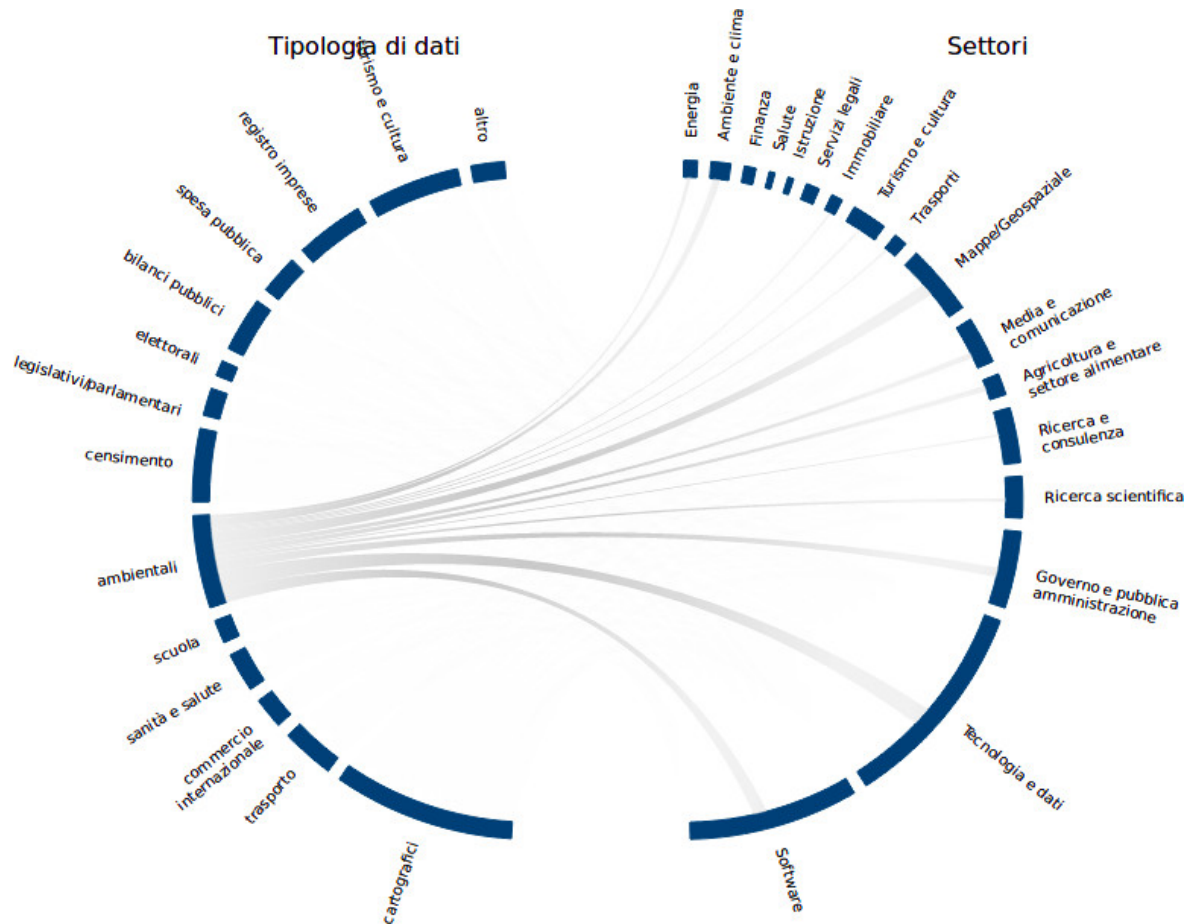 Tipologia di dati
Settori
altro
turismo e cultura
registro imprese
spesa pubblica
bilanci pubblici
elettorali
legislativi/parlamentari
censimento
ambientali
scuola
sanità e salute
commercio
internazionale
trasporto
cartografici
Energia
Ambiente e clima
Finanza
Salute
Istruzione
Servizi legali
Immobiliare
Turismo e cultura
Trasporti
Mappe/Geospaziale
Media e
comunicazione
Agricoltura e
settore alimentare
Ricerca e
consulenza
Ricerca scientifica
Governo e pubblica
amministrazione
Tecnologia e dati
Software